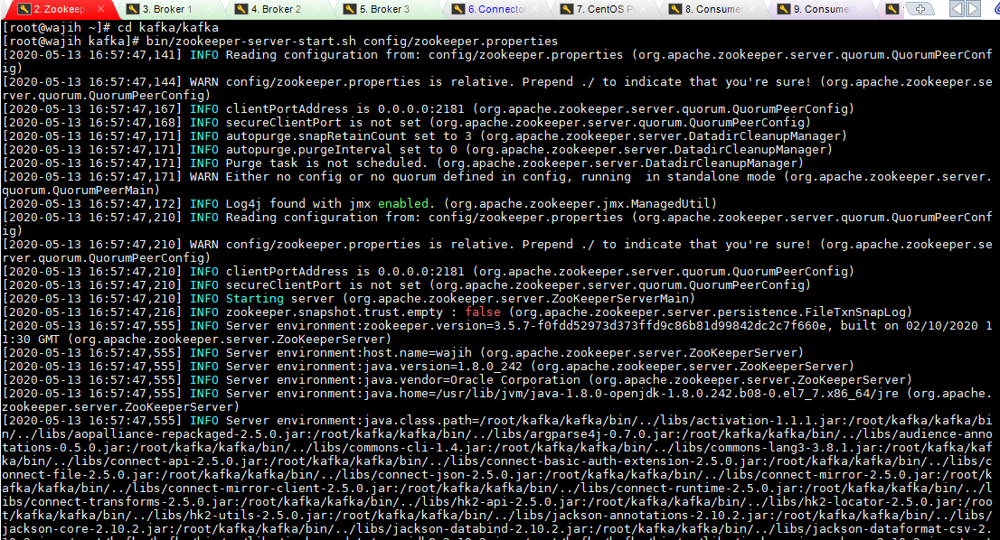 2. Zookeep
3. Broker 1
4. Broker 2
5. Broker 3
6. Connector
7. CentOS P
8. Consume
9. Consume
[root@wajih ~]# cd kafka/kafka
[root@wajih kafka]# bin/zookeeper-server-start.sh config/zookeeper.properties
[2020-05-13 16:57:47,141] INFO Reading configuration from: config/zookeeper.properties (org.apache.zookeeper.server.quorum.QuorumPeerConf
ig)
[2020-05-13 16:57:47,144] WARN config/zookeeper.properties is relative. Prepend ./ to indicate that you're sure! (org.apache.zookeeper.se
rver.quorum.QuorumPeerConfig)
[2020-05-13 16:57:47,167] INFO clientPortAddress is 0.0.0.0:2181 (org.apache.zookeeper.server.quorum.QuorumPeerConfig)
[2020-05-13 16:57:47,168] INFO secureClientPort is not set (org.apache.zookeeper.server.quorum.QuorumPeerConfig)
[2020-05-13 16:57:47,171] INFO autopurge.snapRetainCount set to 3 (org.apache.zookeeper.server.DatadirCleanupManager)
[2020-05-13 16:57:47,171] INFO autopurge.purgeInterval set to 0 (org.apache.zookeeper.server.DatadirCleanupManager)
[2020-05-13 16:57:47,171] INFO Purge task is not scheduled. (org.apache.zookeeper.server.DatadirCleanupManager)
[2020-05-13 16:57:47,171] WARN Either no config or no quorum defined in config, running  in standalone mode (org.apache.zookeeper.server.
quorum.QuorumPeerMain)
[2020-05-13 16:57:47,172] INFO Log4j found with jmx enabled. (org.apache.zookeeper.jmx.ManagedUtil)
[2020-05-13 16:57:47,210] INFO Reading configuration from: config/zookeeper.properties (org.apache.zookeeper.server.quorum.QuorumPeerConf
ig)
[2020-05-13 16:57:47,210] WARN config/zookeeper.properties is relative. Prepend ./ to indicate that you're sure! (org.apache.zookeeper.se
rver.quorum.QuorumPeerConfig)
[2020-05-13 16:57:47,210] INFO clientPortAddress is 0.0.0.0:2181 (org.apache.zookeeper.server.quorum.QuorumPeerConfig)
[2020-05-13 16:57:47,210] INFO secureClientPort is not set (org.apache.zookeeper.server.quorum.QuorumPeerConfig)
[2020-05-13 16:57:47,210] INFO Starting server (org.apache.zookeeper.server.ZooKeeperServerMain)
[2020-05-13 16:57:47,216] INFO zookeeper.snapshot.trust.empty : false (org.apache.zookeeper.server.persistence.FileTxnSnapLog)
[2020-05-13 16:57:47,555] INFO Server environment:zookeeper.version=3.5.7-f0fdd52973d373ffd9c86b81d99842dc2c7f660e, built on 02/10/2020 1
1:30 GMT (org.apache.zookeeper.server.ZooKeeperServer)
[2020-05-13 16:57:47,555] INFO Server environment:host.name=wajih (org.apache.zookeeper.server.ZooKeeperServer)
[2020-05-13 16:57:47,555] INFO Server environment:java.version=1.8.0_242 (org.apache.zookeeper.server.ZooKeeperServer)
[2020-05-13 16:57:47,555] INFO Server environment:java.vendor=Oracle Corporation (org.apache.zookeeper.server.ZooKeeperServer)
[2020-05-13 16:57:47,555] INFO Server environment:java.home=/usr/lib/jvm/java-1.8.0-openjdk-1.8.0.242.b08-0.el7_7.x86_64/jre (org.apache.
zookeeper.server.ZooKeeperServer)
[2020-05-13 16:57:47,555] INFO Server environment:java.class.path=/root/kafka/kafka/bin/../libs/activation-1.1.1.jar:/root/kafka/kafka/bi
n/../libs/aopalliance-repackaged-2.5.0.jar:/root/kafka/kafka/bin/../libs/argparse4j-0.7.0.jar:/root/kafka/kafka/bin/../libs/audience-anno
tations-0.5.0.jar:/root/kafka/kafka/bin/../libs/commons-cli-1.4.jar:/root/kafka/kafka/bin/../libs/commons-lang3-3.8.1.jar:/root/kafka/kaf
ka/bin/../libs/connect-api-2.5.0.jar:/root/kafka/kafka/bin/../libs/connect-basic-auth-extension-2.5.0.jar:/root/kafka/kafka/bin/../libs/c
onnect-file-2.5.0.jar:/root/kafka/kafka/bin/../libs/connect-json-2.5.0.jar:/root/kafka/kafka/bin/../libs/connect-mirror-2.5.0.jar:/root/k
afka/kafka/bin/../libs/connect-mirror-client-2.5.0.jar:/root/kafka/kafka/bin/../libs/connect-runtime-2.5.0.jar:/root/kafka/kafka/bin/../l
ibs/connect-transforms-2.5.0.jar:/root/kafka/kafka/bin/../libs/hk2-api-2.5.0.jar:/root/kafka/kafka/bin/../libs/hk2-locator-2.5.0.jar:/roo
t/kafka/kafka/bin/../libs/hk2-utils-2.5.0.jar:/root/kafka/kafka/bin/../libs/jackson-annotations-2.10.2.jar:/root/kafka/kafka/bin/../libs/
jackson-core-2.10.2.jar:/root/kafka/kafka/bin/../libs/jackson-databind-2.10.2.jar:/root/kafka/kafka/bin/../libs/jackson-dataformat-csv-2.